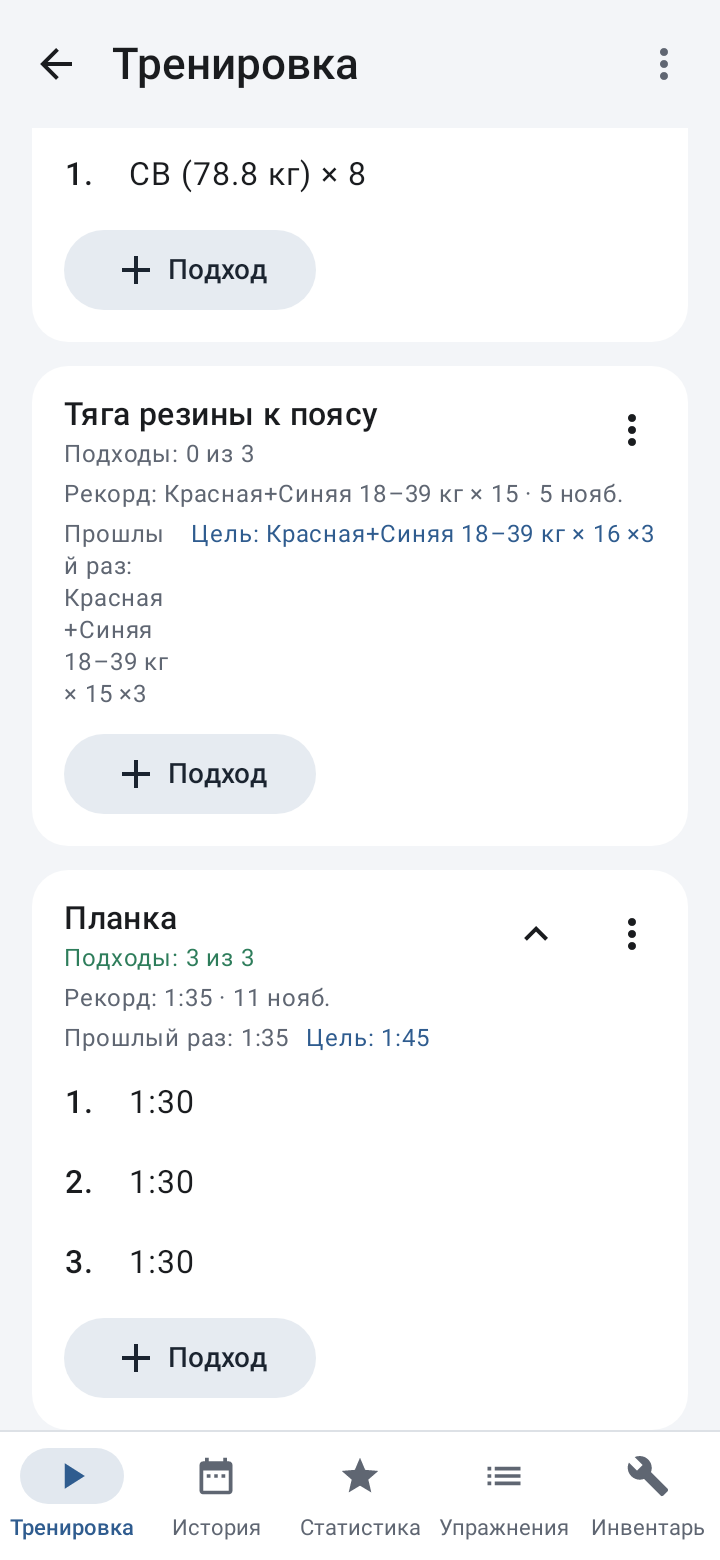 Тренировка
1. СВ (78.8 кг) × 8
+ Подход
Тяга резины к поясу
Подходы: 0 из 3
Рекорд: Красная+Синяя 18–39 кг × 15 · 5 нояб.
Прошлы
й раз:
Красная
+Синяя
18–39 кг
× 15 ×3
Цель: Красная+Синяя 18–39 кг × 16 ×3
+ Подход
Планка
Подходы: 3 из 3
Рекорд: 1:35 · 11 нояб.
Прошлый раз: 1:35 Цель: 1:45
1. 1:30
2. 1:30
3. 1:30
+ Подход
Тренировка История Статистика Упражнения Инвентарь